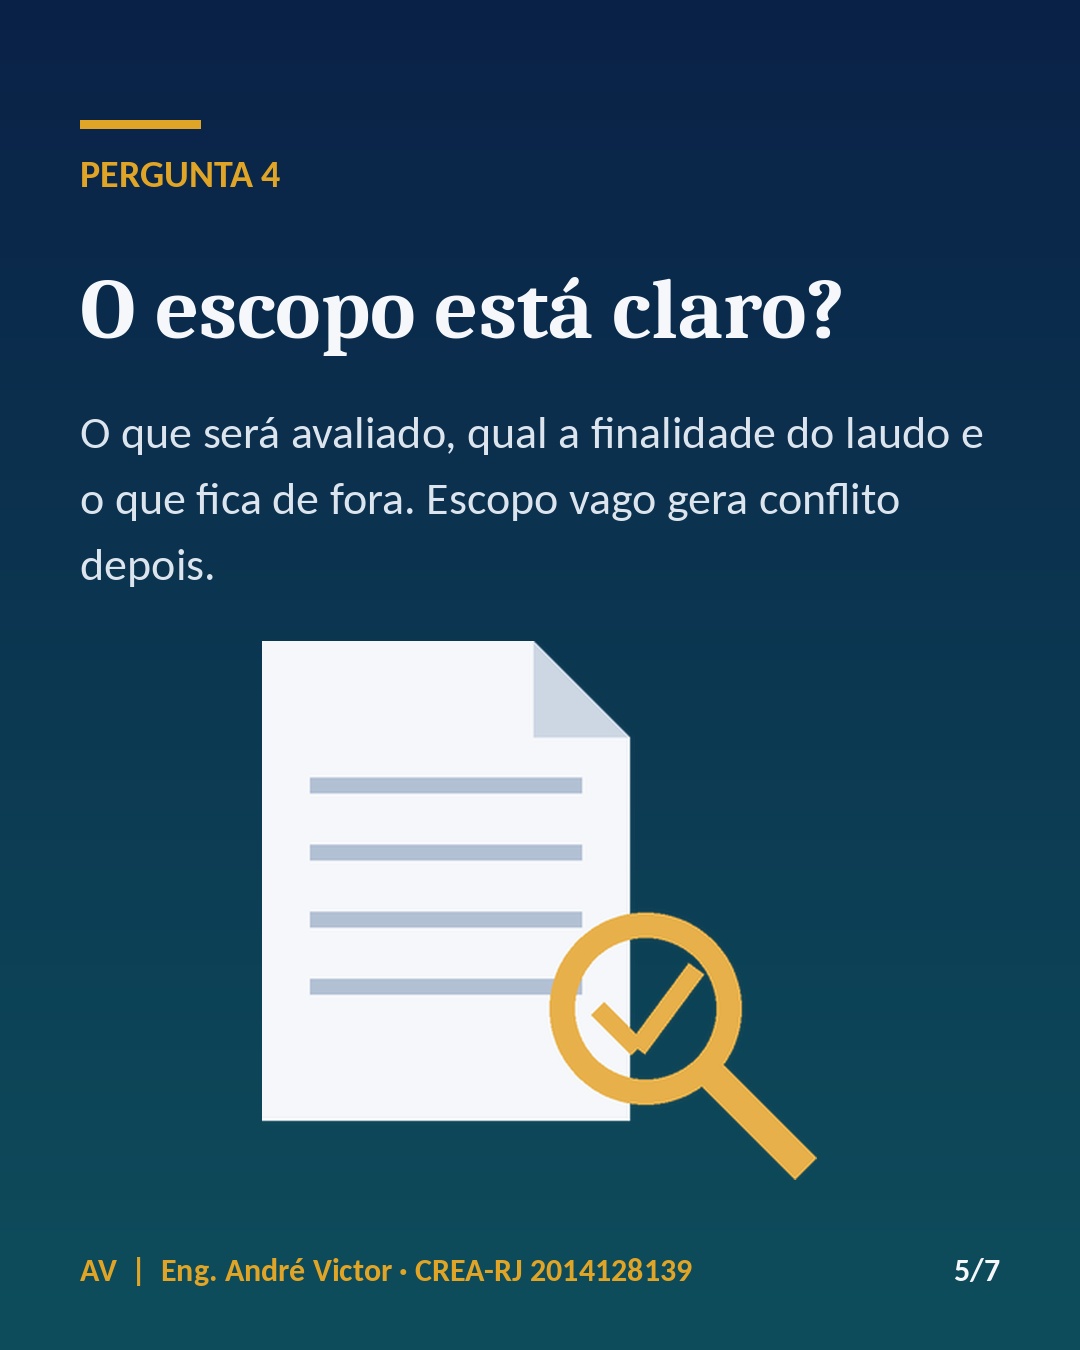 PERGUNTA 4
O escopo está claro?
O que será avaliado, qual a finalidade do laudo e
o que fica de fora. Escopo vago gera conflito
depois.
AV | Eng. André Victor · CREA-RJ 2014128139
5/7